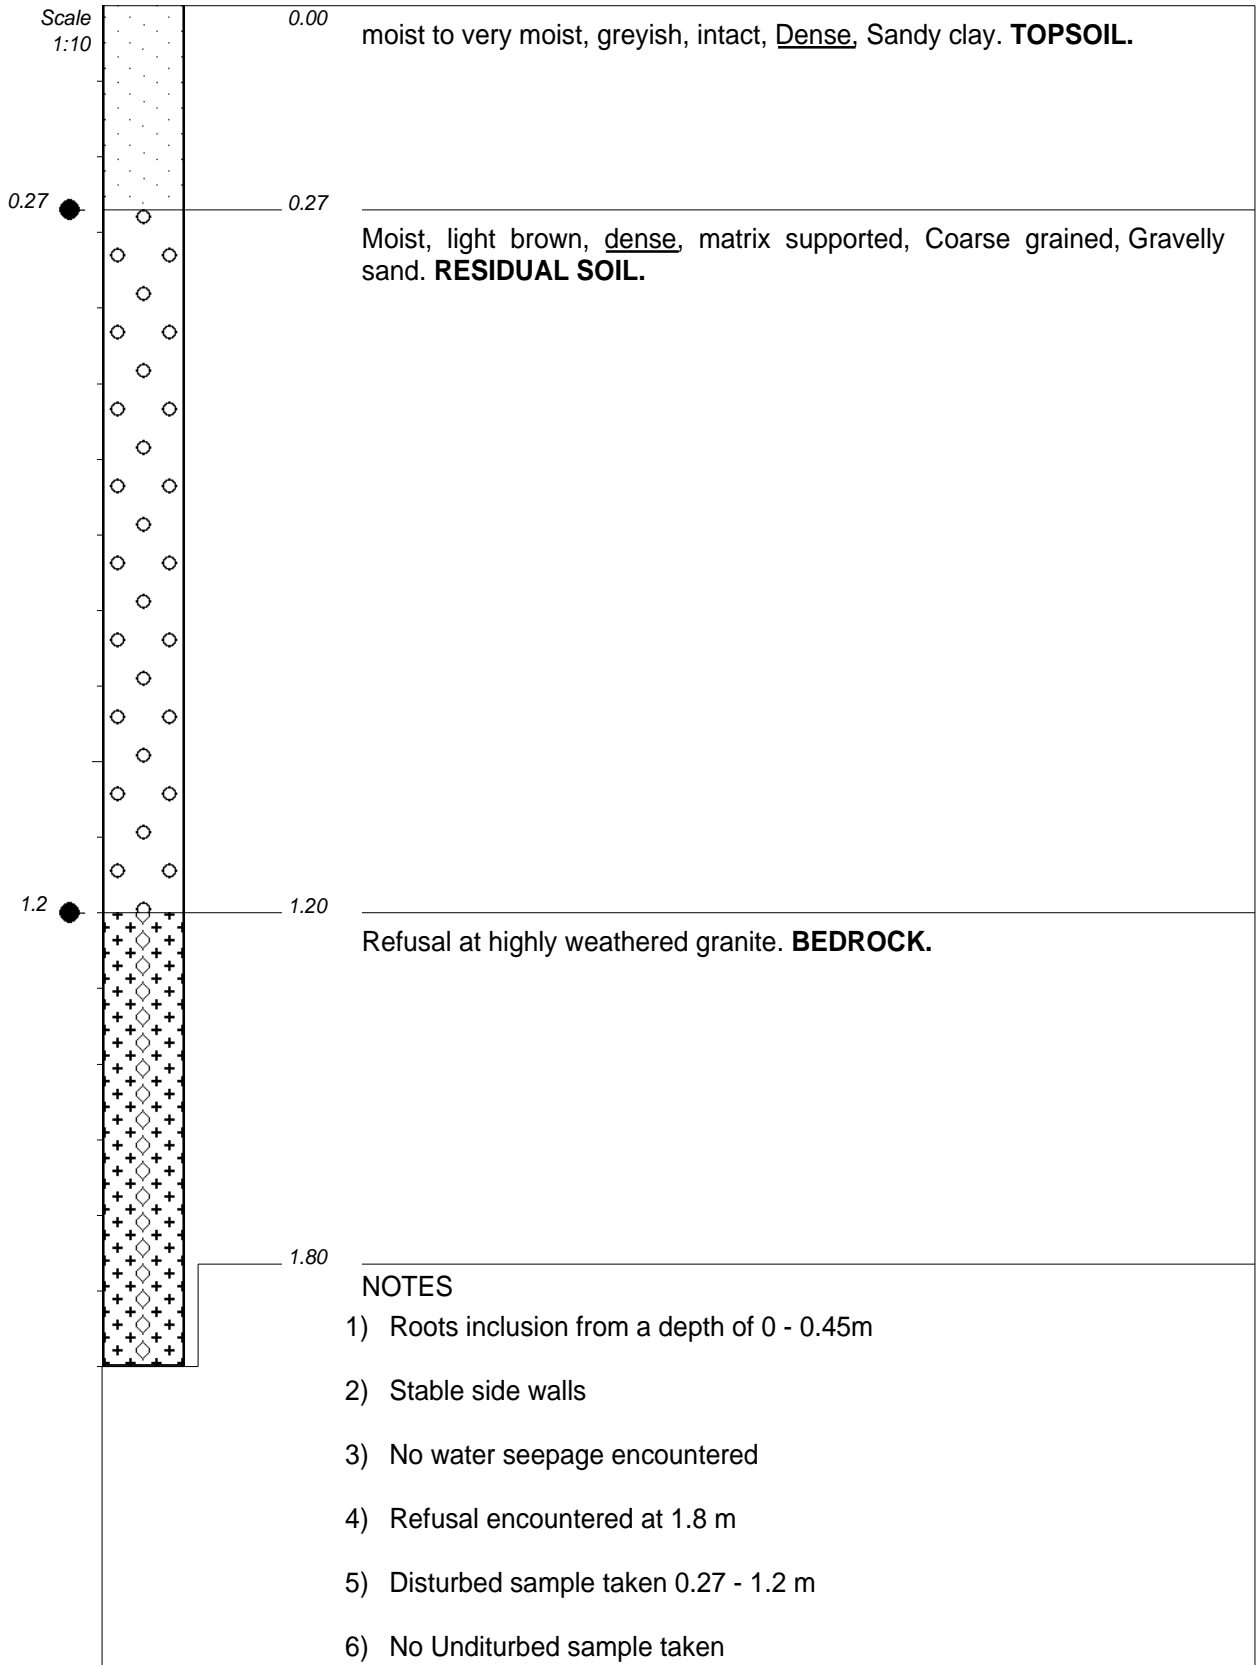 Scale
1:10
0.00
moist to very moist, greyish, intact, Dense, Sandy clay. TOPSOIL.
0.27
0.27
Moist, light brown, dense, matrix supported, Coarse grained, Gravelly
sand. RESIDUAL SOIL.
1.2
1.20
Refusal at highly weathered granite. BEDROCK.
1.80
NOTES
1) Roots inclusion from a depth of 0 - 0.45m
2) Stable side walls
3) No water seepage encountered
4) Refusal encountered at 1.8 m
5) Disturbed sample taken 0.27 - 1.2 m
6) No Unditurbed sample taken